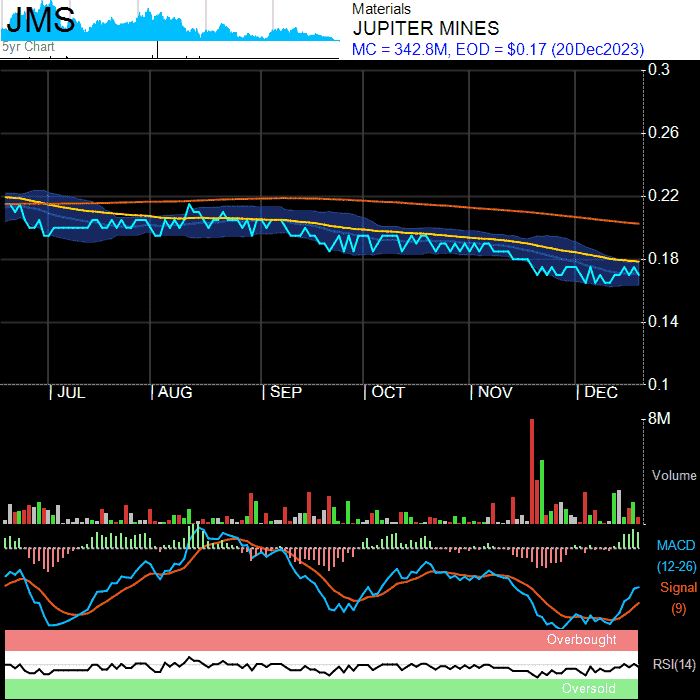 JMS
5yr Chart
Materials
JUPITER MINES
MC = 342.8M, EOD = $0.17 (20Dec2023)
0.3
0.26
0.22
0.18
0.14
0.1
| JUL | AUG | SEP | OCT | NOV | DEC
8M
Volume
MACD
(12-26)
Signal
(9)
Overbought
RSI(14)
Oversold